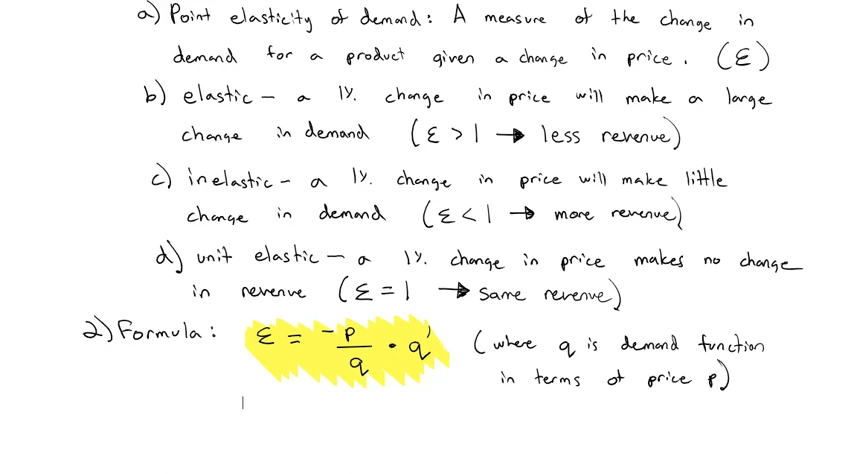 a) Point elasticity of demand: A measure of the change in
demand for a product given a change in price. (ε)
b) elastic – a 1% change in price will make a large
change in demand (ε > 1 → less revenue)
c) inelastic – a 1% change in price will make little
change in demand (ε < 1 → more revenue)
d) unit elastic – a 1% change in price makes no change
in revenue (ε = 1 → same revenue)
2) Formula: ε = -p/q · q' (where q is demand function
in terms of price p)